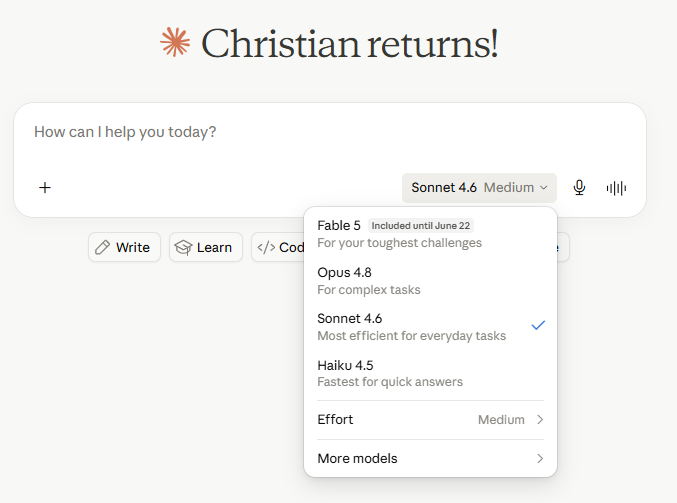 Christian returns!
How can I help you today?
Sonnet 4.6 Medium
Write
Learn
Cod
Fable 5 Included until June 22
For your toughest challenges
Opus 4.8
For complex tasks
Sonnet 4.6
Most efficient for everyday tasks
Haiku 4.5
Fastest for quick answers
Effort Medium
More models